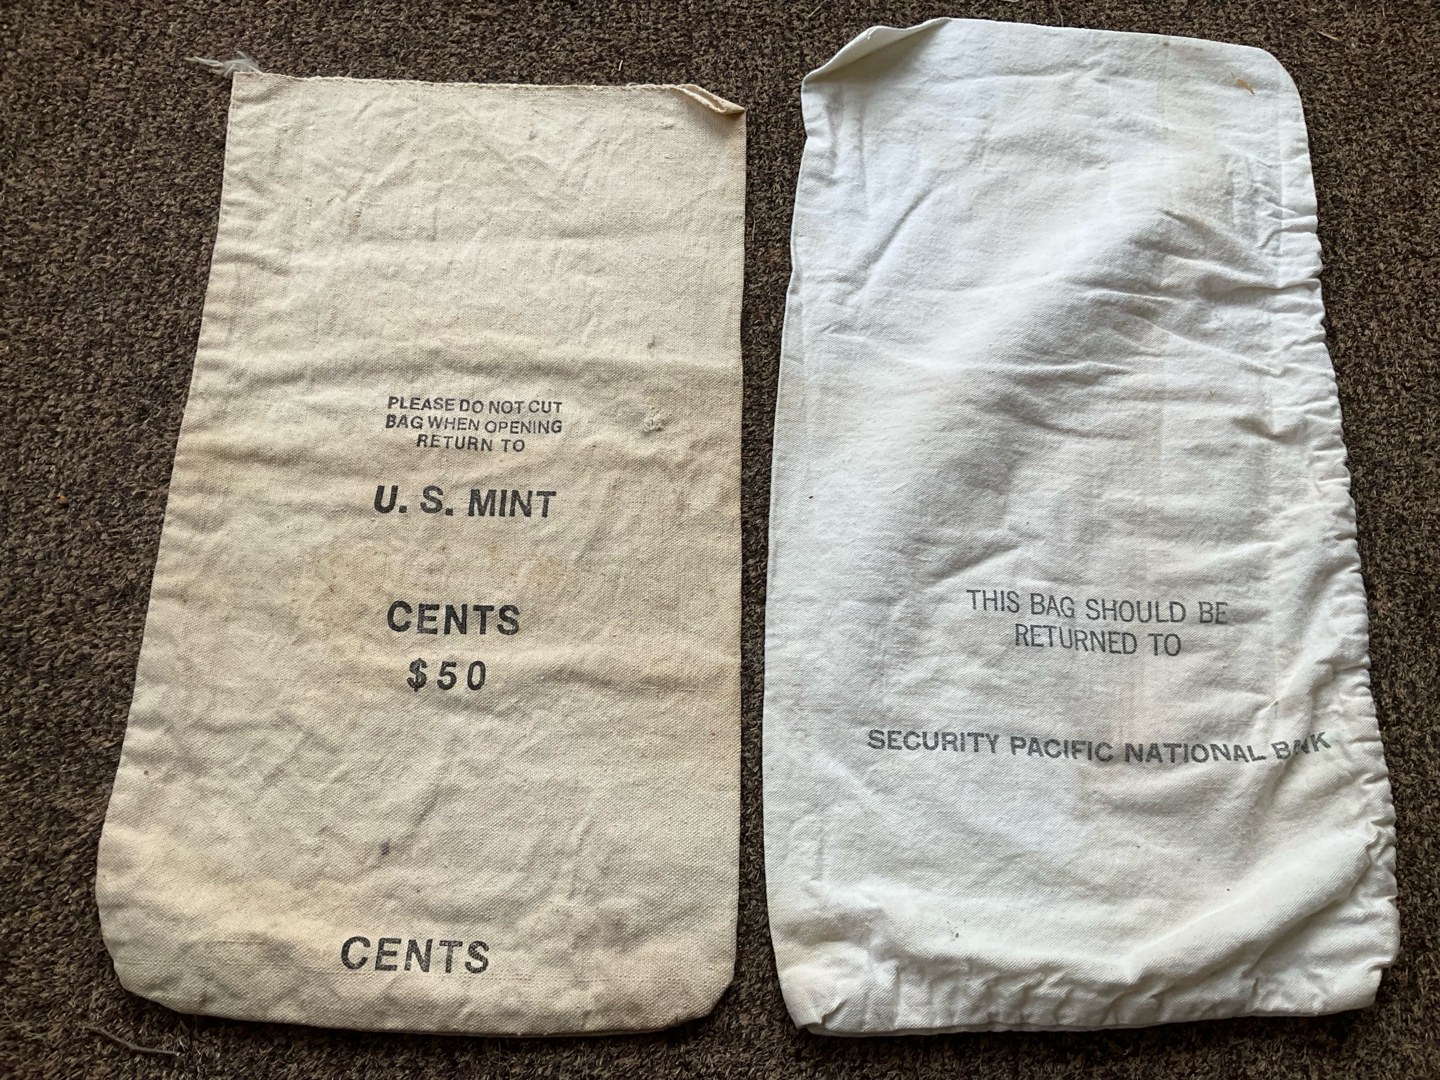 PLEASE DO NOT CUT
BAG WHEN OPENING
RETURN TO
U. S. MINT
CENTS
$50
CENTS
THIS BAG SHOULD BE
RETURNED TO
SECURITY PACIFIC NATIONAL BANK